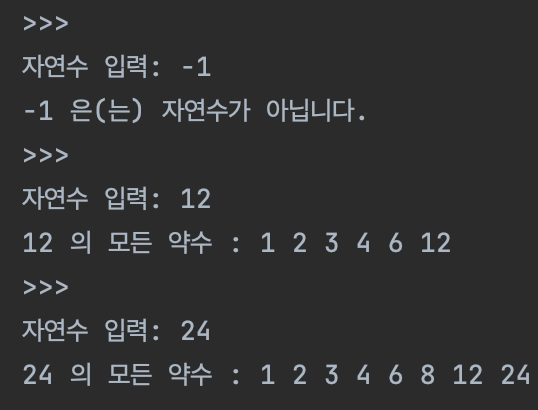 >>>
자연수 입력: -1
-1 은(는) 자연수가 아닙니다.
>>>
자연수 입력: 12
12 의 모든 약수 : 1 2 3 4 6 12
>>>
자연수 입력: 24
24 의 모든 약수 : 1 2 3 4 6 8 12 24